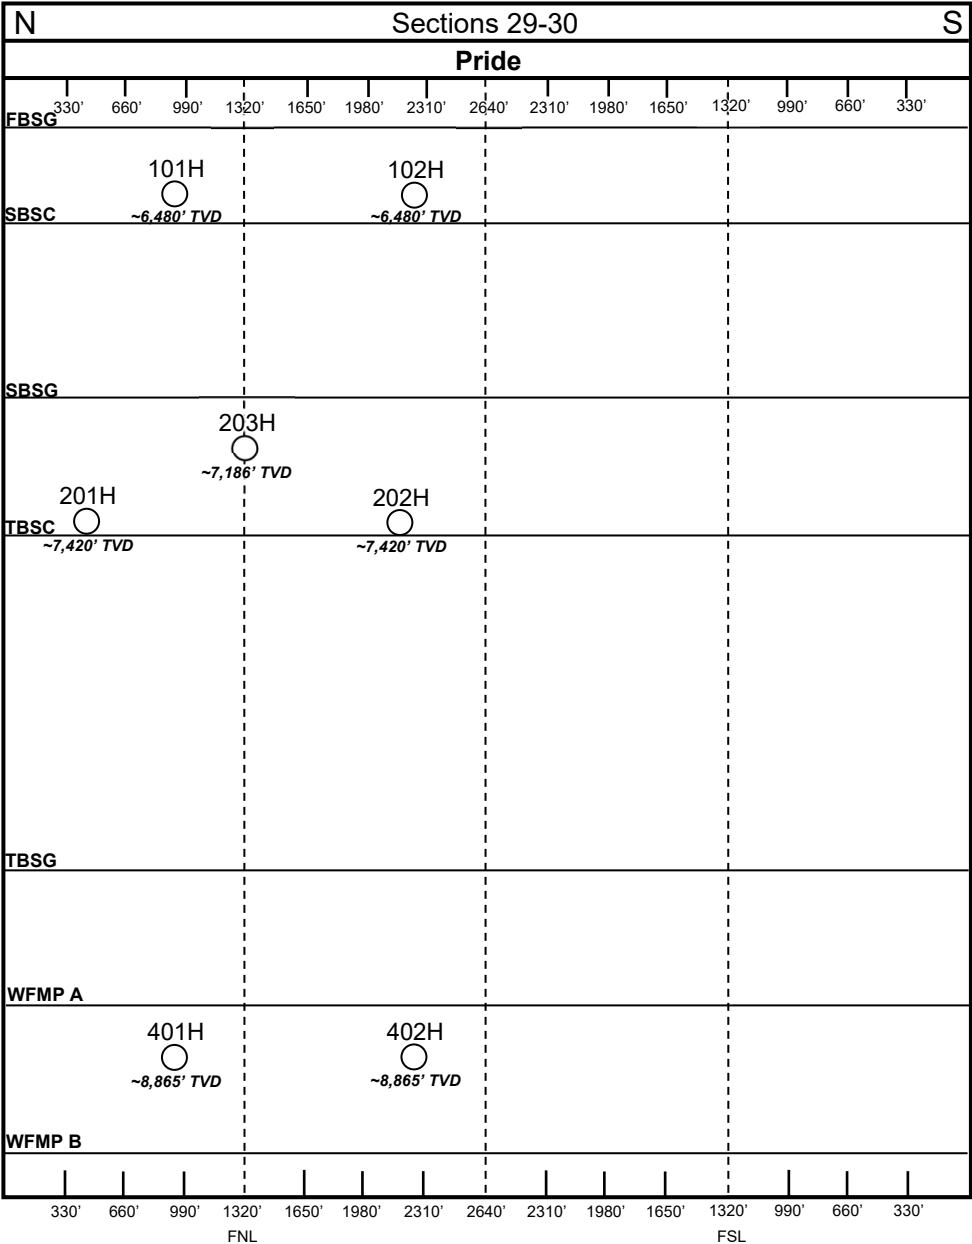 N Sections 29-30 S
Pride
330’ 660’ 990’ 1320’ 1650’ 1980’ 2310’ 2640’ 2310’ 1980’ 1650’ 1320’ 990’ 660’ 330’
FBSG
101H 102H
~6,480’ TVD ~6,480’ TVD
SBSC
SBSG
203H
~7,186’ TVD
201H 202H
TBSC
~7,420’ TVD ~7,420’ TVD
TBSG
WFMP A
401H 402H
~8,865’ TVD ~8,865’ TVD
WFMP B
330’ 660’ 990’ 1320’ 1650’ 1980’ 2310’ 2640’ 2310’ 1980’ 1650’ 1320’ 990’ 660’ 330’
FNL FSL